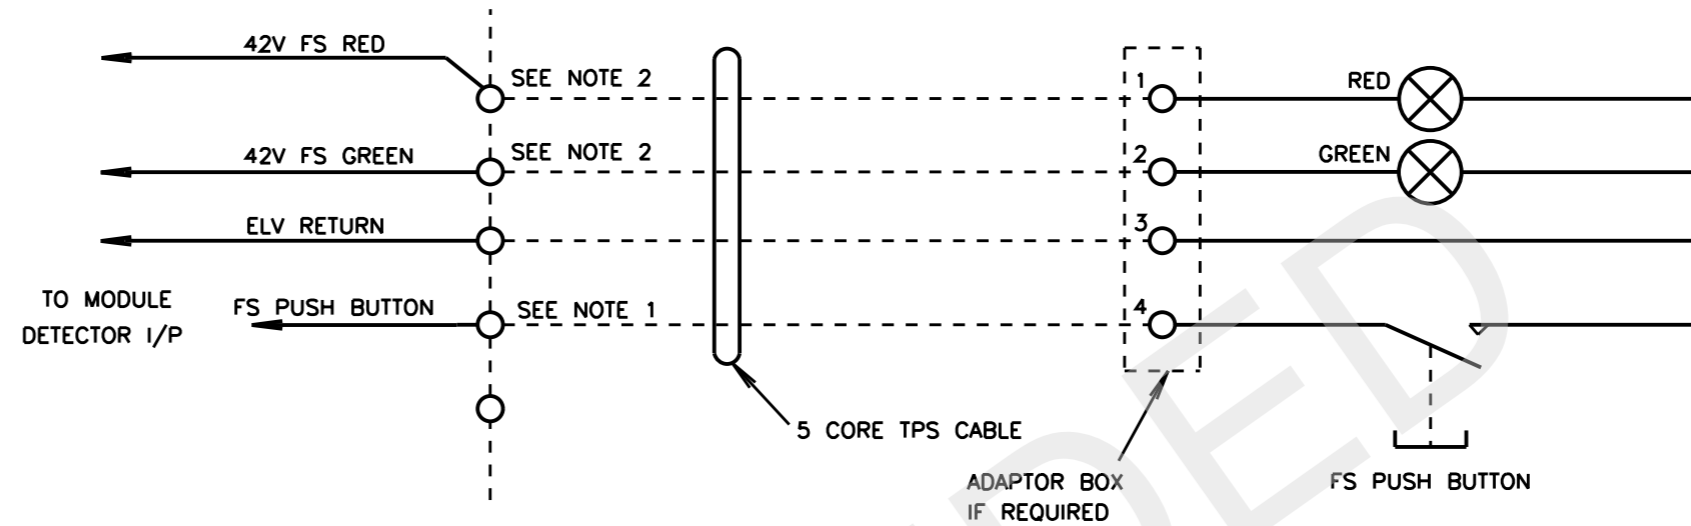 42V FS RED
SEE NOTE 2
1
RED
42V FS GREEN
SEE NOTE 2
2
GREEN
ELV RETURN
3
TO MODULE
DETECTOR I/P
FS PUSH BUTTON
SEE NOTE 1
4
5 CORE TPS CABLE
ADAPTOR BOX
IF REQUIRED
FS PUSH BUTTON
DED